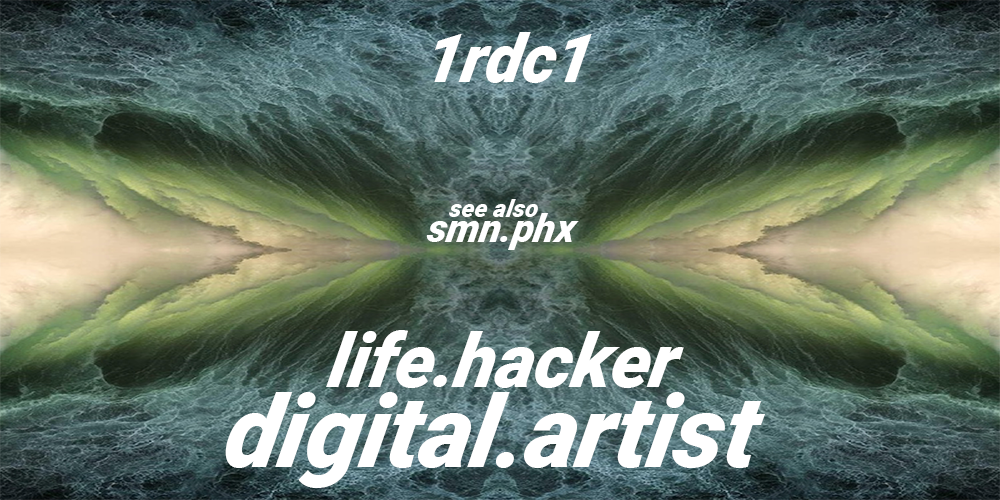 1rdc1
see also
smn.phx
life.hacker
digital.artist